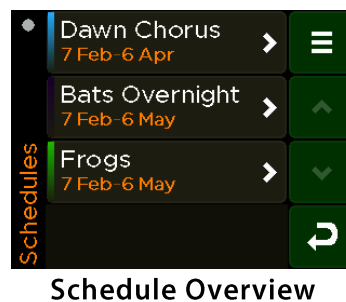 Dawn Chorus
7 Feb-6 Apr
Bats Overnight
7 Feb-6 May
Frogs
7 Feb-6 May
Schedules
Schedule Overview